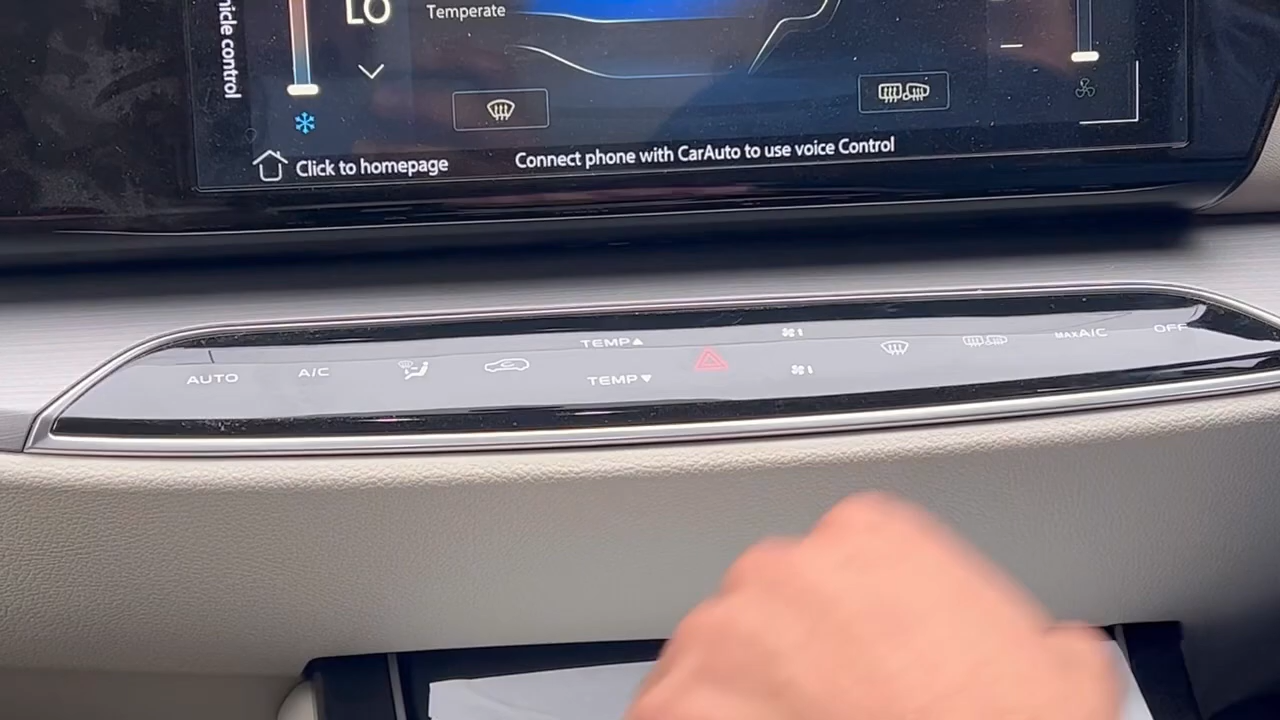 hicle control
LO
Temperate
Click to homepage
Connect phone with CarAuto to use voice Control
AUTO
A/C
TEMP▲
TEMP▼
MAX A/C
OFF